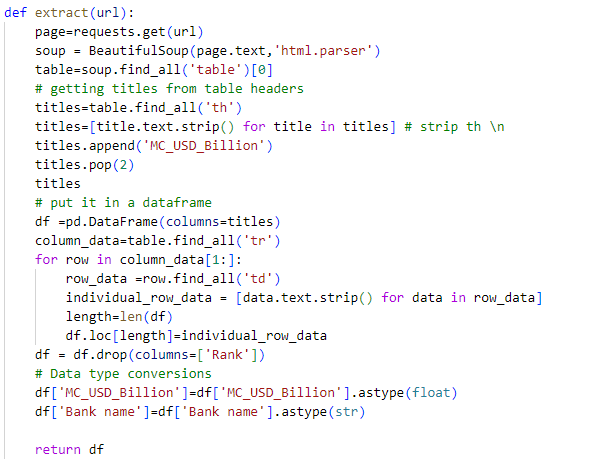 def extract(url):
    page=requests.get(url)
    soup = BeautifulSoup(page.text,'html.parser')
    table=soup.find_all('table')[0]
    # getting titles from table headers
    titles=table.find_all('th')
    titles=[title.text.strip() for title in titles] # strip th \n
    titles.append('MC_USD_Billion')
    titles.pop(2)
    titles
    # put it in a dataframe
    df =pd.DataFrame(columns=titles)
    column_data=table.find_all('tr')
    for row in column_data[1:]:
        row_data =row.find_all('td')
        individual_row_data = [data.text.strip() for data in row_data]
        length=len(df)
        df.loc[length]=individual_row_data
    df = df.drop(columns=['Rank'])
    # Data type conversions
    df['MC_USD_Billion']=df['MC_USD_Billion'].astype(float)
    df['Bank name']=df['Bank name'].astype(str)

    return df